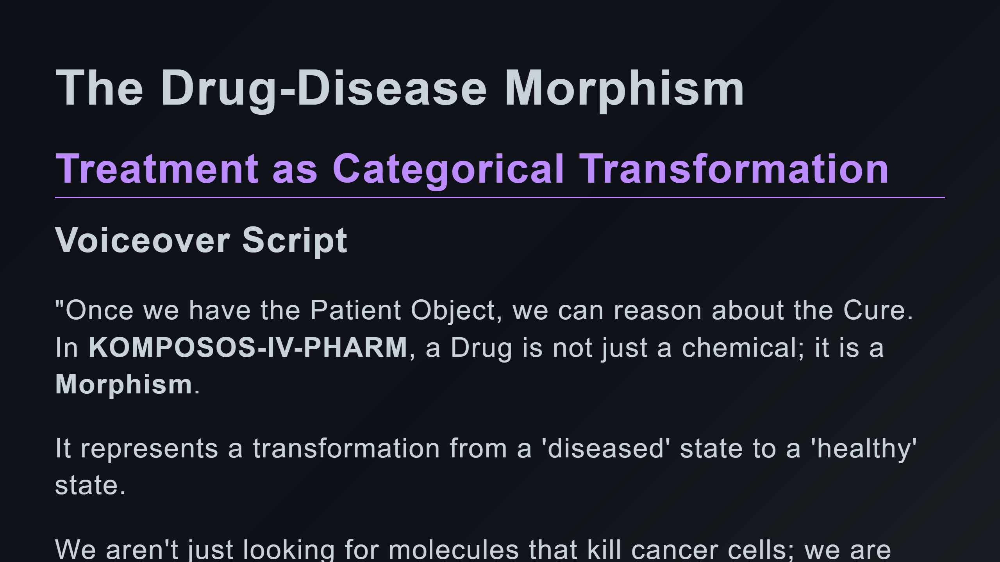 The Drug-Disease Morphism
Treatment as Categorical Transformation
Voiceover Script
"Once we have the Patient Object, we can reason about the Cure.
In KOMPOSOS-IV-PHARM, a Drug is not just a chemical; it is a
Morphism.
It represents a transformation from a 'diseased' state to a 'healthy'
state.
We aren't just looking for molecules that kill cancer cells; we are